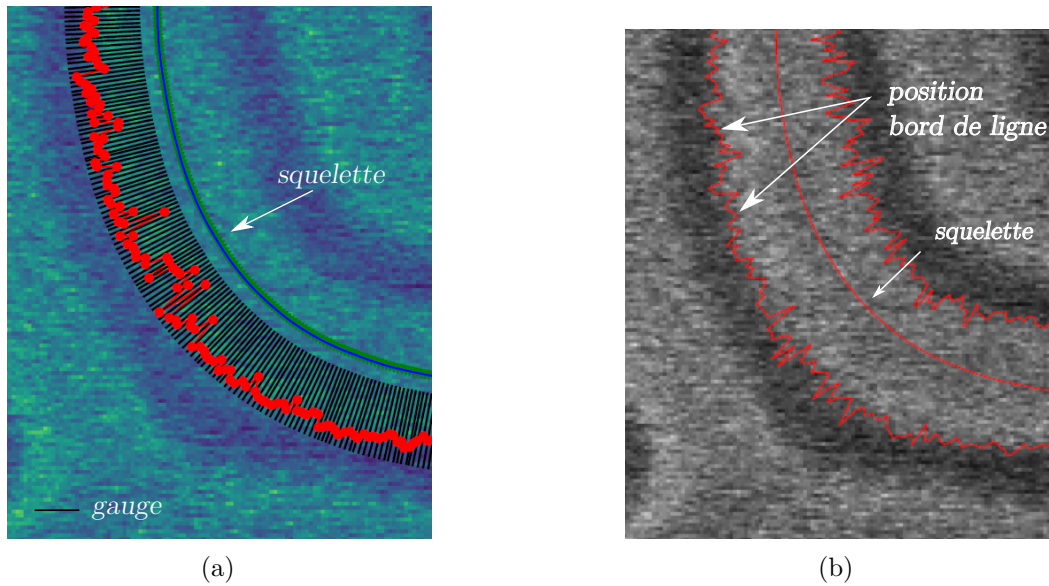 squelette
gauge
(a)
position
bord de ligne
squelette
(b)